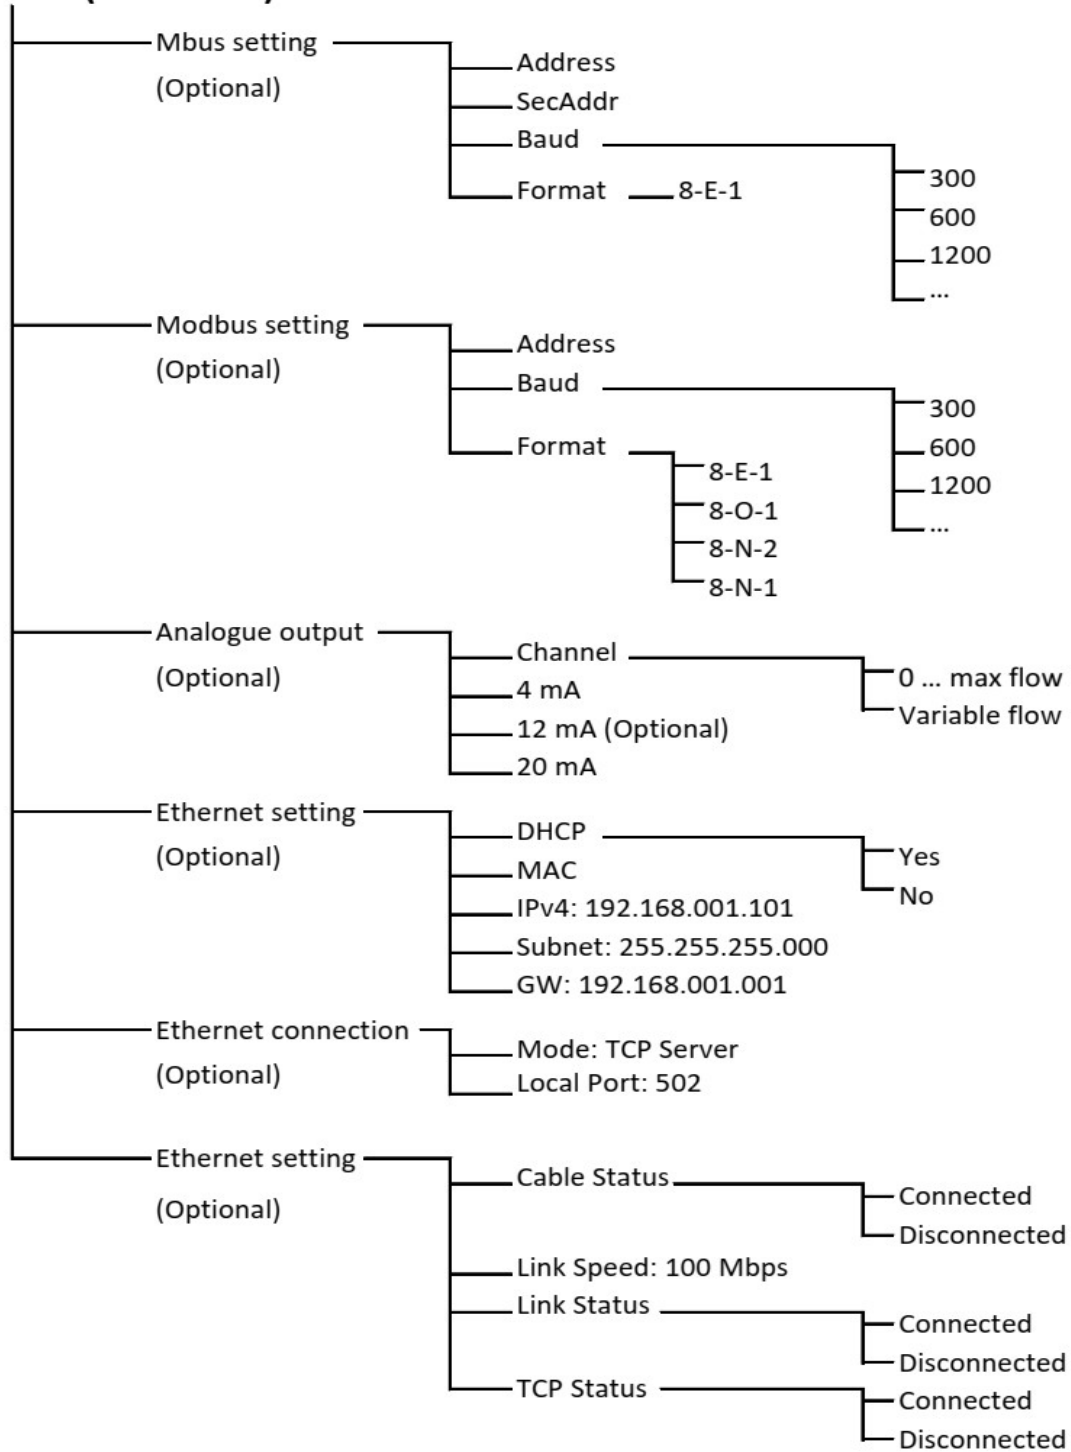 Mbus setting
(Optional)
Address
SecAddr
Baud
300
600
1200
...
Format
8-E-1
Modbus setting
(Optional)
Address
Baud
300
600
1200
...
Format
8-E-1
8-O-1
8-N-2
8-N-1
Analogue output
(Optional)
Channel
0 ... max flow
Variable flow
4 mA
12 mA (Optional)
20 mA
Ethernet setting
(Optional)
DHCP
Yes
No
MAC
IPv4: 192.168.001.101
Subnet: 255.255.255.000
GW: 192.168.001.001
Ethernet connection
(Optional)
Mode: TCP Server
Local Port: 502
Ethernet setting
(Optional)
Cable Status
Connected
Disconnected
Link Speed: 100 Mbps
Link Status
Connected
Disconnected
TCP Status
Connected
Disconnected